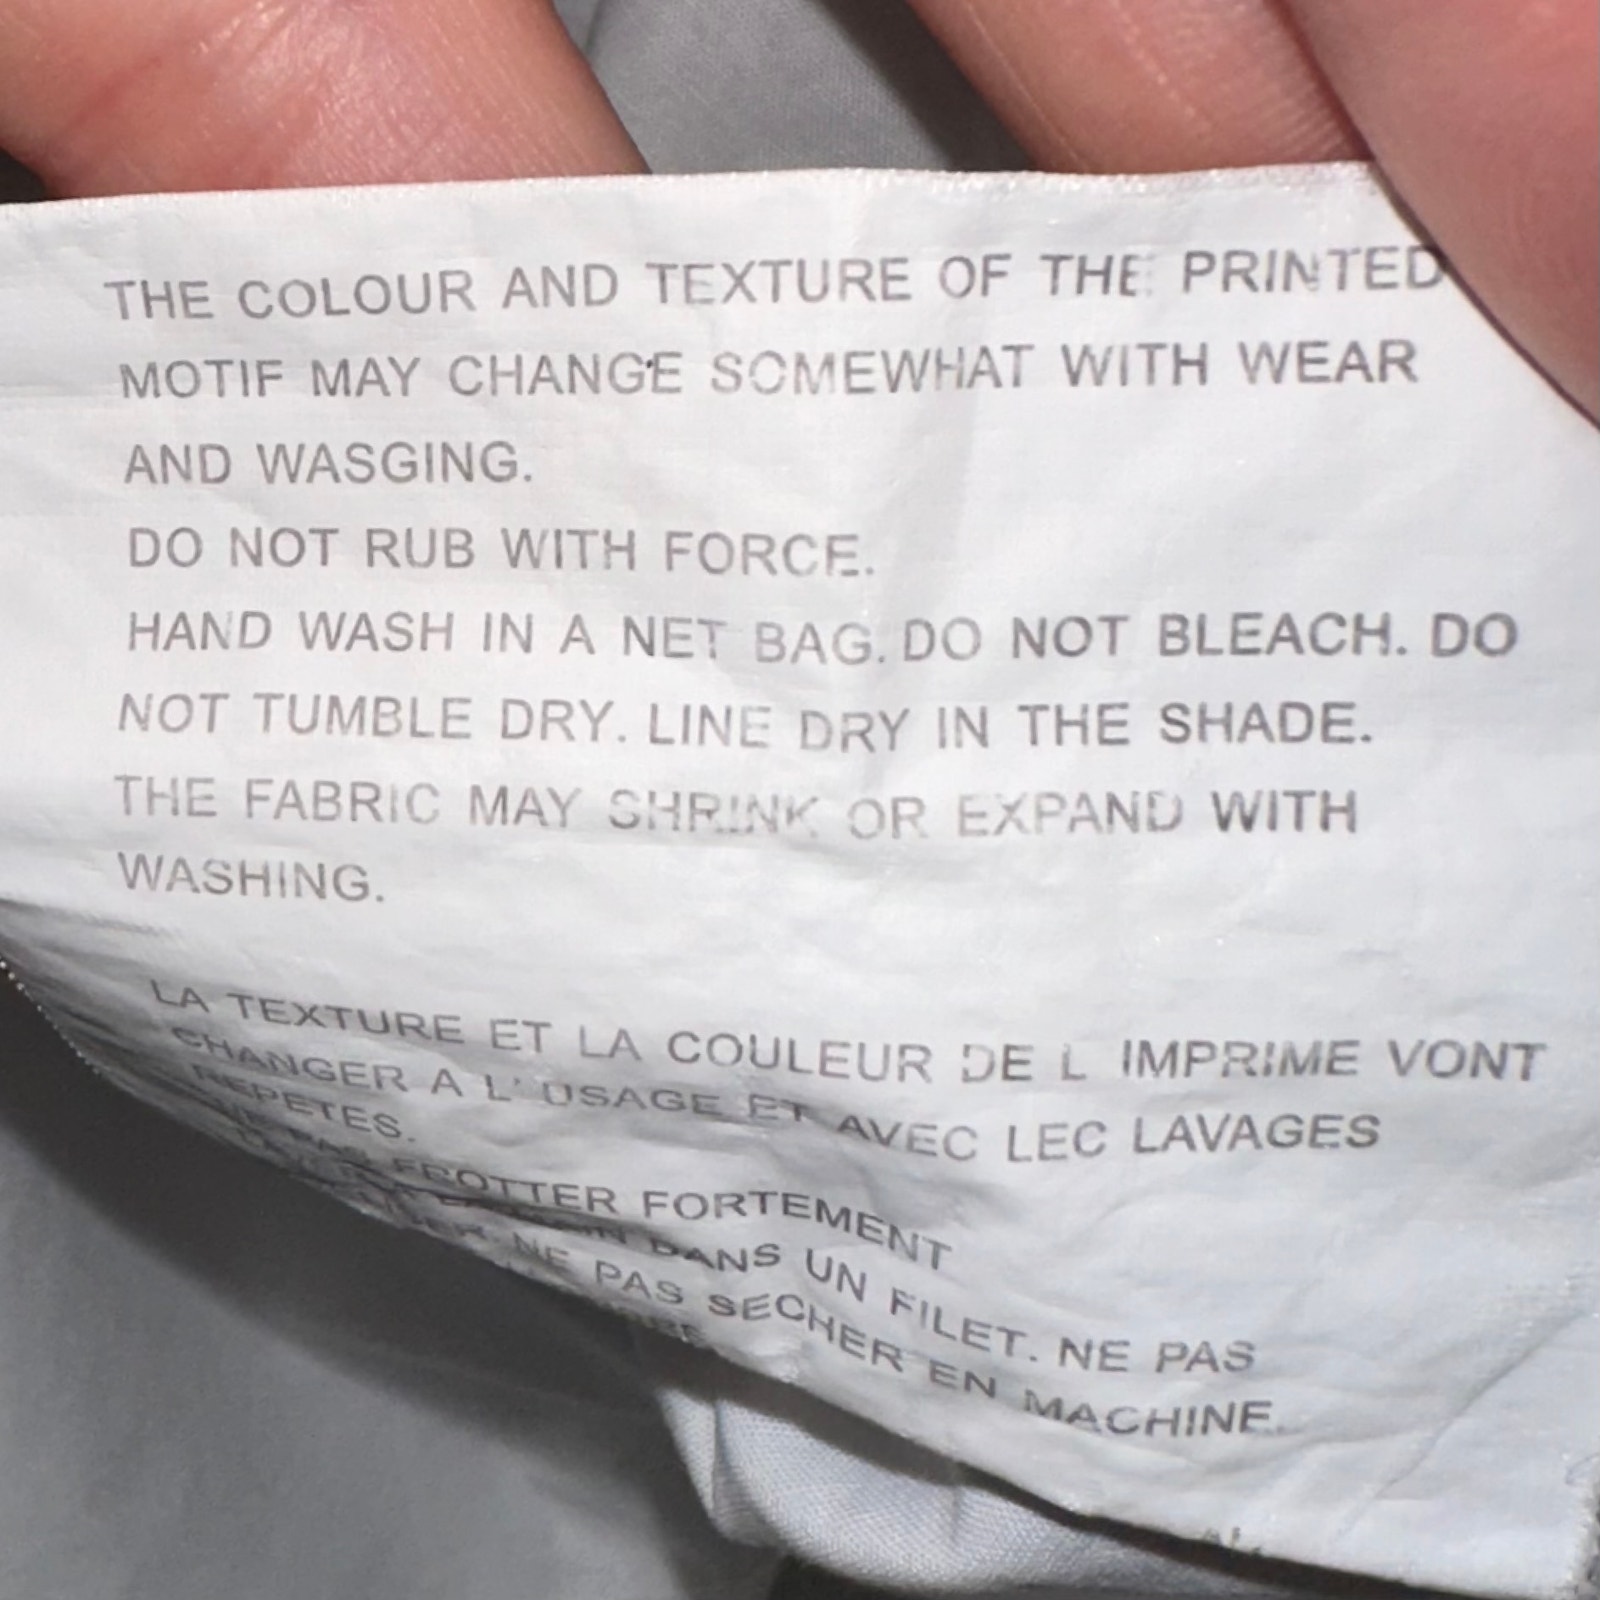 THE COLOUR AND TEXTURE OF THE PRINTED
MOTIF MAY CHANGE SOMEWHAT WITH WEAR
AND WASGING.
DO NOT RUB WITH FORCE.
HAND WASH IN A NET BAG. DO NOT BLEACH. DO
NOT TUMBLE DRY. LINE DRY IN THE SHADE.
THE FABRIC MAY SHRINK OR EXPAND WITH
WASHING.
LA TEXTURE ET LA COULEUR DE L IMPRIME VONT
CHANGER A L' USAGE ET AVEC LEC LAVAGES
REPETES.
NE PAS FROTTER FORTEMENT
DANS UN FILET. NE PAS
NE PAS SECHER EN MACHINE.